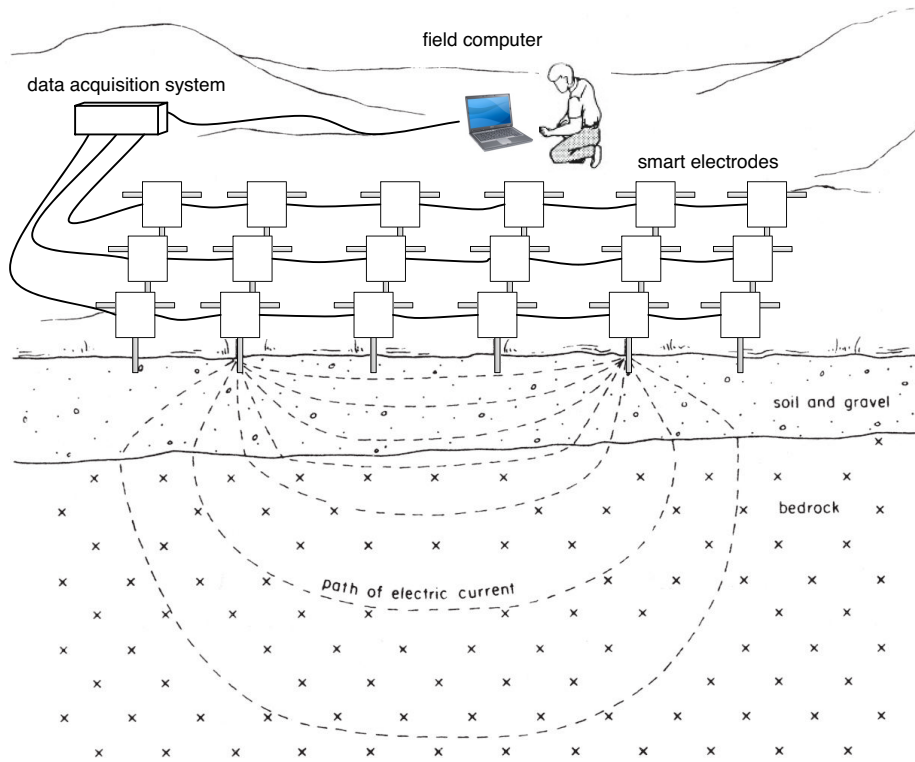 field computer
data acquisition system
smart electrodes
soil and gravel
bedrock
path of electric current